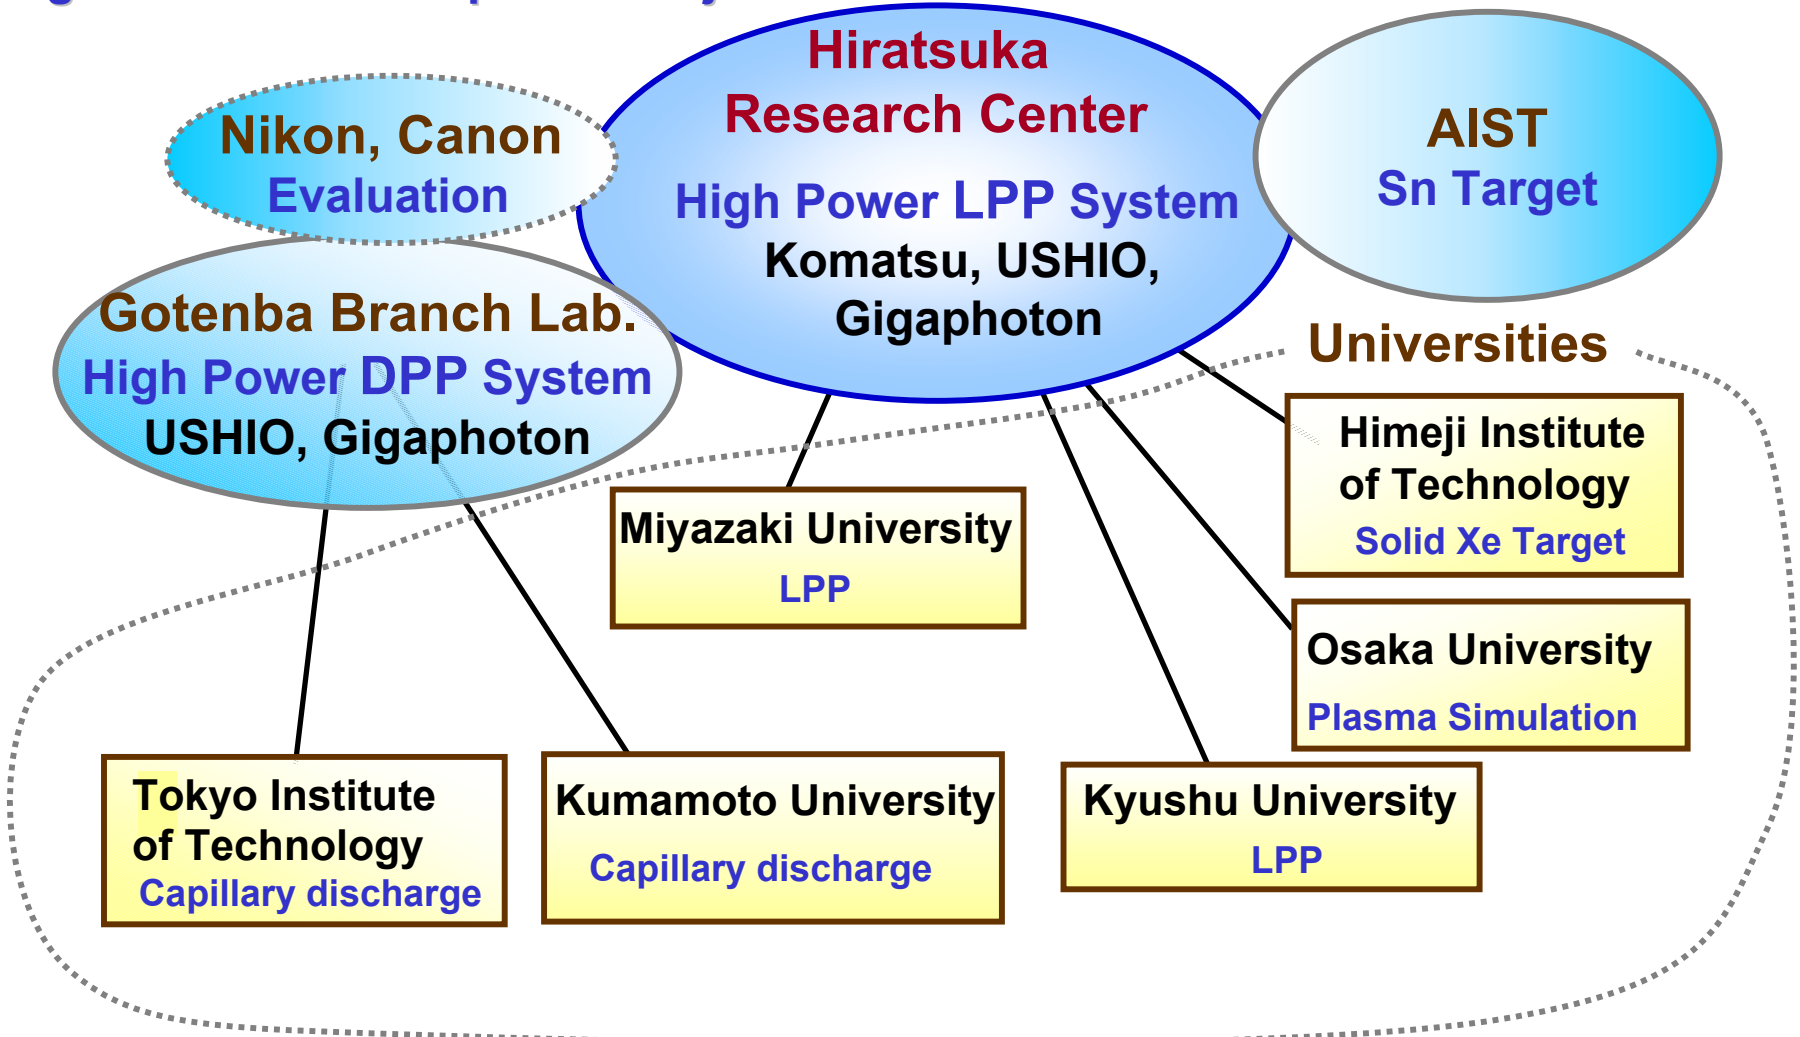 Hiratsuka
Research Center
High Power LPP System
Komatsu, USHIO,
Gigaphoton
Nikon, Canon
Evaluation
AIST
Sn Target
Gotenba Branch Lab.
High Power DPP System
USHIO, Gigaphoton
Universities
Himeji Institute
of Technology
Solid Xe Target
Miyazaki University
LPP
Osaka University
Plasma Simulation
Tokyo Institute
of Technology
Capillary discharge
Kumamoto University
Capillary discharge
Kyushu University
LPP